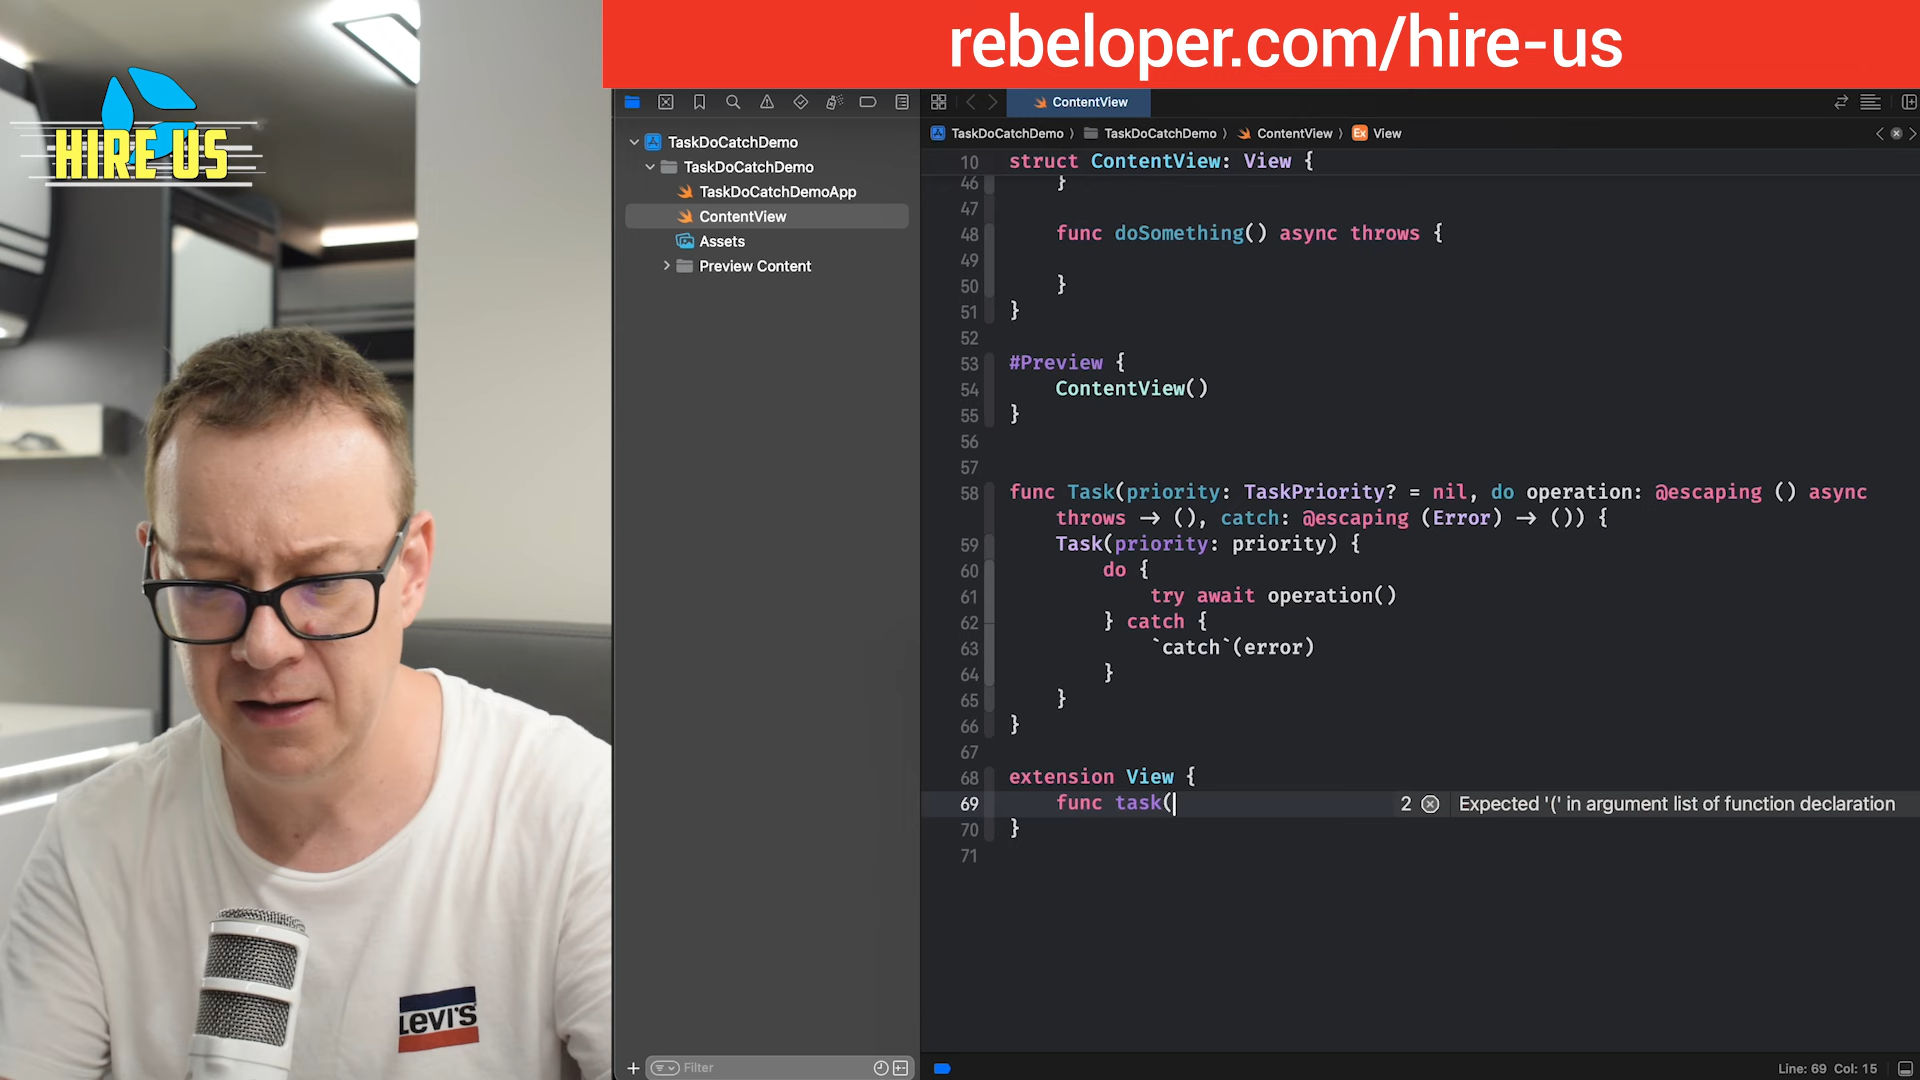 rebeloper.com/hire-us
HIRE US
ContentView
TaskDoCatchDemo
TaskDoCatchDemo
TaskDoCatchDemoApp
ContentView
Assets
Preview Content
TaskDoCatchDemo 〉 TaskDoCatchDemo 〉 ContentView 〉 Ex View
10 struct ContentView: View {
46 }
47
48 func doSomething() async throws {
49
50 }
51 }
52
53 #Preview {
54 ContentView()
55 }
56
57
58 func Task(priority: TaskPriority? = nil, do operation: @escaping () async
throws -> (), catch: @escaping (Error) -> ()) {
59 Task(priority: priority) {
60 do {
61 try await operation()
62 } catch {
63 `catch`(error)
64 }
65 }
66 }
67
68 extension View {
69 func task( 2 Expected '(' in argument list of function declaration
70 }
71
LEVI'S
Filter
Line: 69 Col: 15